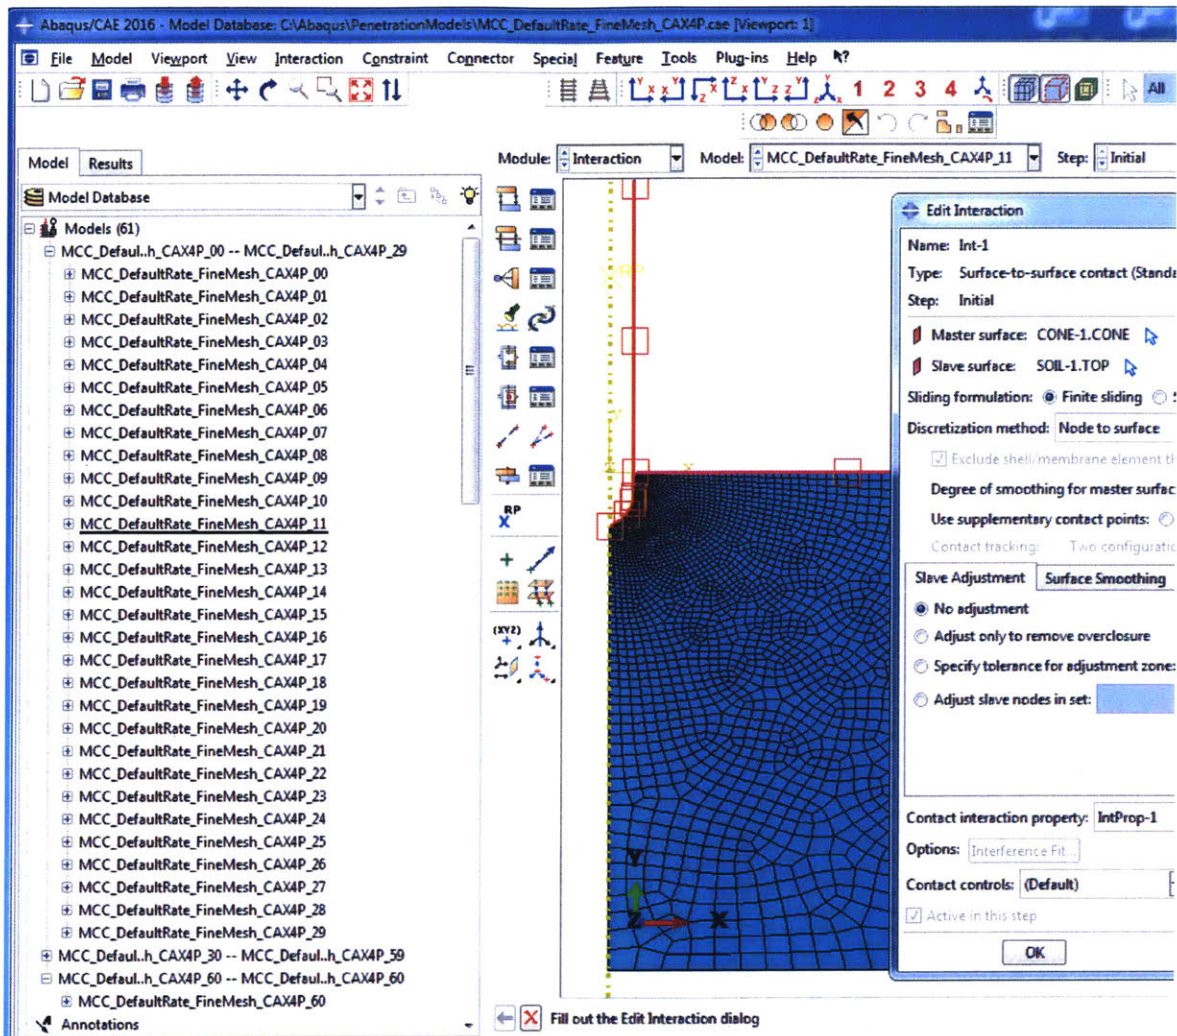 Abaqus/CAE 2016 - Model Database: C:\Abaqus\PenetrationModels\MCC_DefaultRate_FineMesh_CAX4P.cae [Viewport: 1]
File Model Viewport View Interaction Constraint Connector Special Feature Tools Plug-ins Help
1 2 3 4 All
Model Results
Module: Interaction Model: MCC_DefaultRate_FineMesh_CAX4P_11 Step: Initial
Model Database
Models (61)
MCC_Defaul..h_CAX4P_00 -- MCC_Defaul..h_CAX4P_29
MCC_DefaultRate_FineMesh_CAX4P_00
MCC_DefaultRate_FineMesh_CAX4P_01
MCC_DefaultRate_FineMesh_CAX4P_02
MCC_DefaultRate_FineMesh_CAX4P_03
MCC_DefaultRate_FineMesh_CAX4P_04
MCC_DefaultRate_FineMesh_CAX4P_05
MCC_DefaultRate_FineMesh_CAX4P_06
MCC_DefaultRate_FineMesh_CAX4P_07
MCC_DefaultRate_FineMesh_CAX4P_08
MCC_DefaultRate_FineMesh_CAX4P_09
MCC_DefaultRate_FineMesh_CAX4P_10
MCC_DefaultRate_FineMesh_CAX4P_11
MCC_DefaultRate_FineMesh_CAX4P_12
MCC_DefaultRate_FineMesh_CAX4P_13
MCC_DefaultRate_FineMesh_CAX4P_14
MCC_DefaultRate_FineMesh_CAX4P_15
MCC_DefaultRate_FineMesh_CAX4P_16
MCC_DefaultRate_FineMesh_CAX4P_17
MCC_DefaultRate_FineMesh_CAX4P_18
MCC_DefaultRate_FineMesh_CAX4P_19
MCC_DefaultRate_FineMesh_CAX4P_20
MCC_DefaultRate_FineMesh_CAX4P_21
MCC_DefaultRate_FineMesh_CAX4P_22
MCC_DefaultRate_FineMesh_CAX4P_23
MCC_DefaultRate_FineMesh_CAX4P_24
MCC_DefaultRate_FineMesh_CAX4P_25
MCC_DefaultRate_FineMesh_CAX4P_26
MCC_DefaultRate_FineMesh_CAX4P_27
MCC_DefaultRate_FineMesh_CAX4P_28
MCC_DefaultRate_FineMesh_CAX4P_29
MCC_Defaul..h_CAX4P_30 -- MCC_Defaul..h_CAX4P_59
MCC_Defaul..h_CAX4P_60 -- MCC_Defaul..h_CAX4P_60
MCC_DefaultRate_FineMesh_CAX4P_60
Annotations
RP
(XYZ)
RP
Y
X
Y
Z X
Edit Interaction
Name: Int-1
Type: Surface-to-surface contact (Standa
Step: Initial
Master surface: CONE-1.CONE
Slave surface: SOIL-1.TOP
Sliding formulation: Finite sliding
Discretization method: Node to surface
Exclude shell/membrane element th
Degree of smoothing for master surfac
Use supplementary contact points:
Contact tracking: Two configuratio
Slave Adjustment Surface Smoothing
No adjustment
Adjust only to remove overclosure
Specify tolerance for adjustment zone:
Adjust slave nodes in set:
Contact interaction property: IntProp-1
Options: Interference Fit...
Contact controls: (Default)
Active in this step
OK
Fill out the Edit Interaction dialog